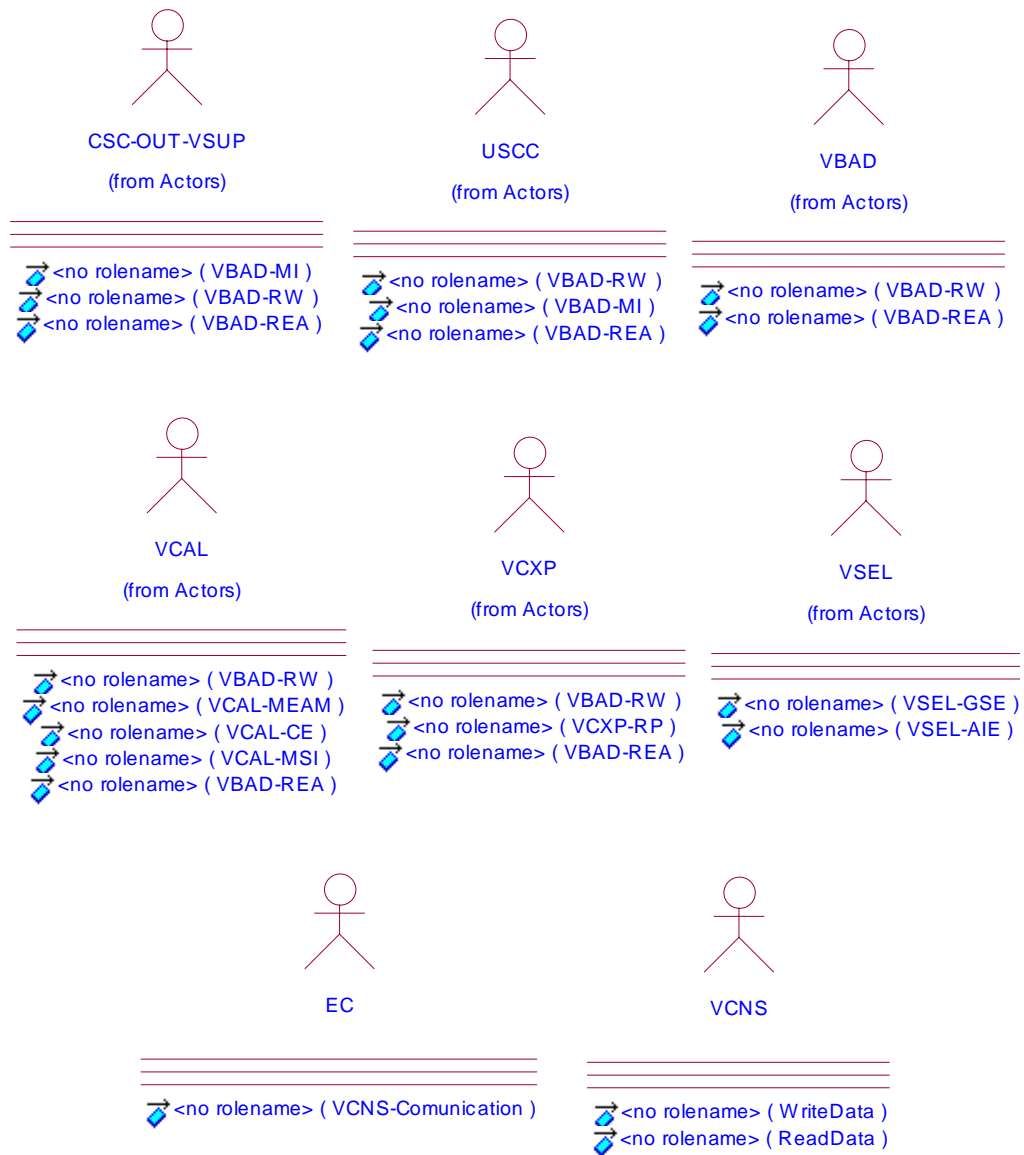 CSC-OUT-VSUP
(from Actors)
<no rolename> ( VBAD-MI )
<no rolename> ( VBAD-RW )
<no rolename> ( VBAD-REA )
USCC
(from Actors)
<no rolename> ( VBAD-RW )
<no rolename> ( VBAD-MI )
<no rolename> ( VBAD-REA )
VBAD
(from Actors)
<no rolename> ( VBAD-RW )
<no rolename> ( VBAD-REA )
VCAL
(from Actors)
<no rolename> ( VBAD-RW )
<no rolename> ( VCAL-MEAM )
<no rolename> ( VCAL-CE )
<no rolename> ( VCAL-MSI )
<no rolename> ( VBAD-REA )
VCXP
(from Actors)
<no rolename> ( VBAD-RW )
<no rolename> ( VCXP-RP )
<no rolename> ( VBAD-REA )
VSEL
(from Actors)
<no rolename> ( VSEL-GSE )
<no rolename> ( VSEL-AIE )
EC
<no rolename> ( VCNS-Comunication )
VCNS
<no rolename> ( WriteData )
<no rolename> ( ReadData )